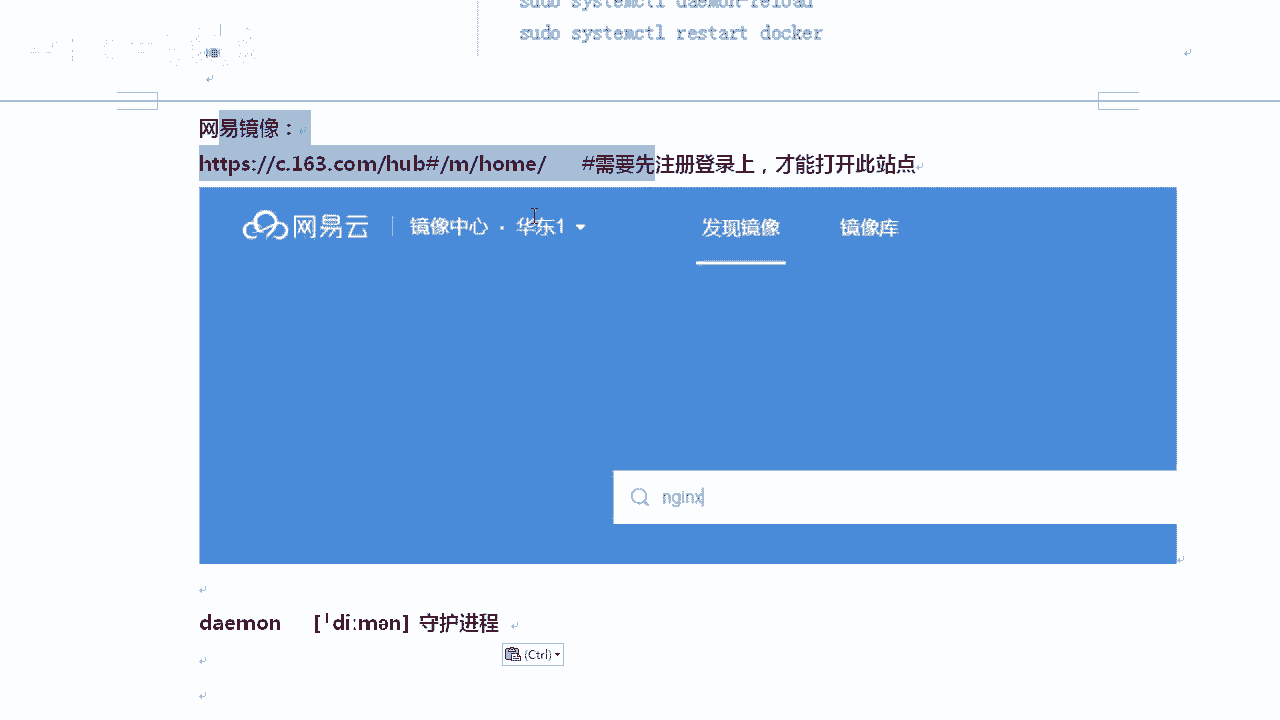 sudo systemctl daemon-reload
sudo systemctl restart docker
网易镜像：
https://c.163.com/hub#/m/home/ #需要先注册登录上，才能打开此站点
网易云 镜像中心 · 华东1 发现镜像 镜像库
nginx
daemon [ˈdiːmən] 守护进程
(Ctrl)